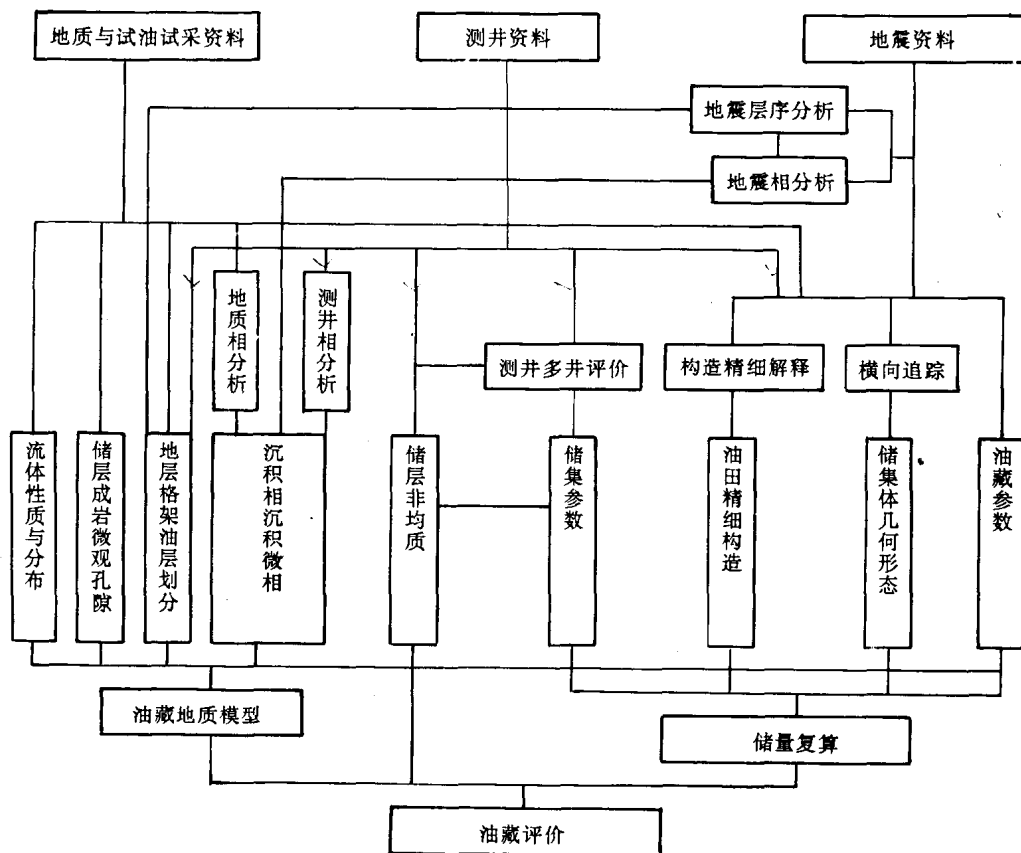 地质与试油试采资料
测井资料
地震资料
地震层序分析
地震相分析
地质相分析
测井相分析
测井多井评价
构造精细解释
横向追踪
流体性质与分布
储层成岩微观孔隙
地层格架油层划分
沉积相沉积微相
储层非均质
储集参数
油田精细构造
储集体几何形态
油藏参数
油藏地质模型
储量复算
油藏评价